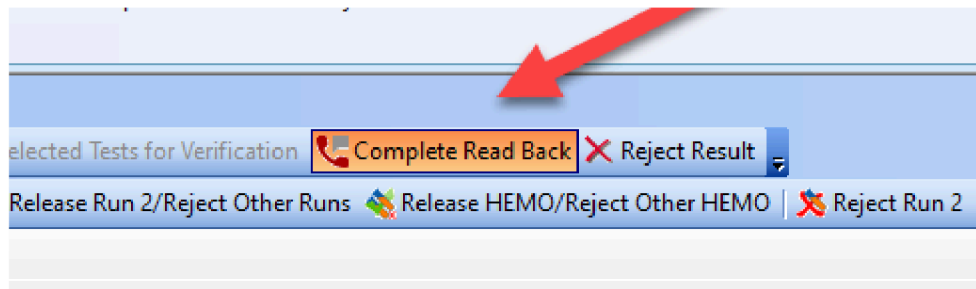 elected Tests for Verification Complete Read Back Reject Result
Release Run 2/Reject Other Runs Release HEMO/Reject Other HEMO Reject Run 2